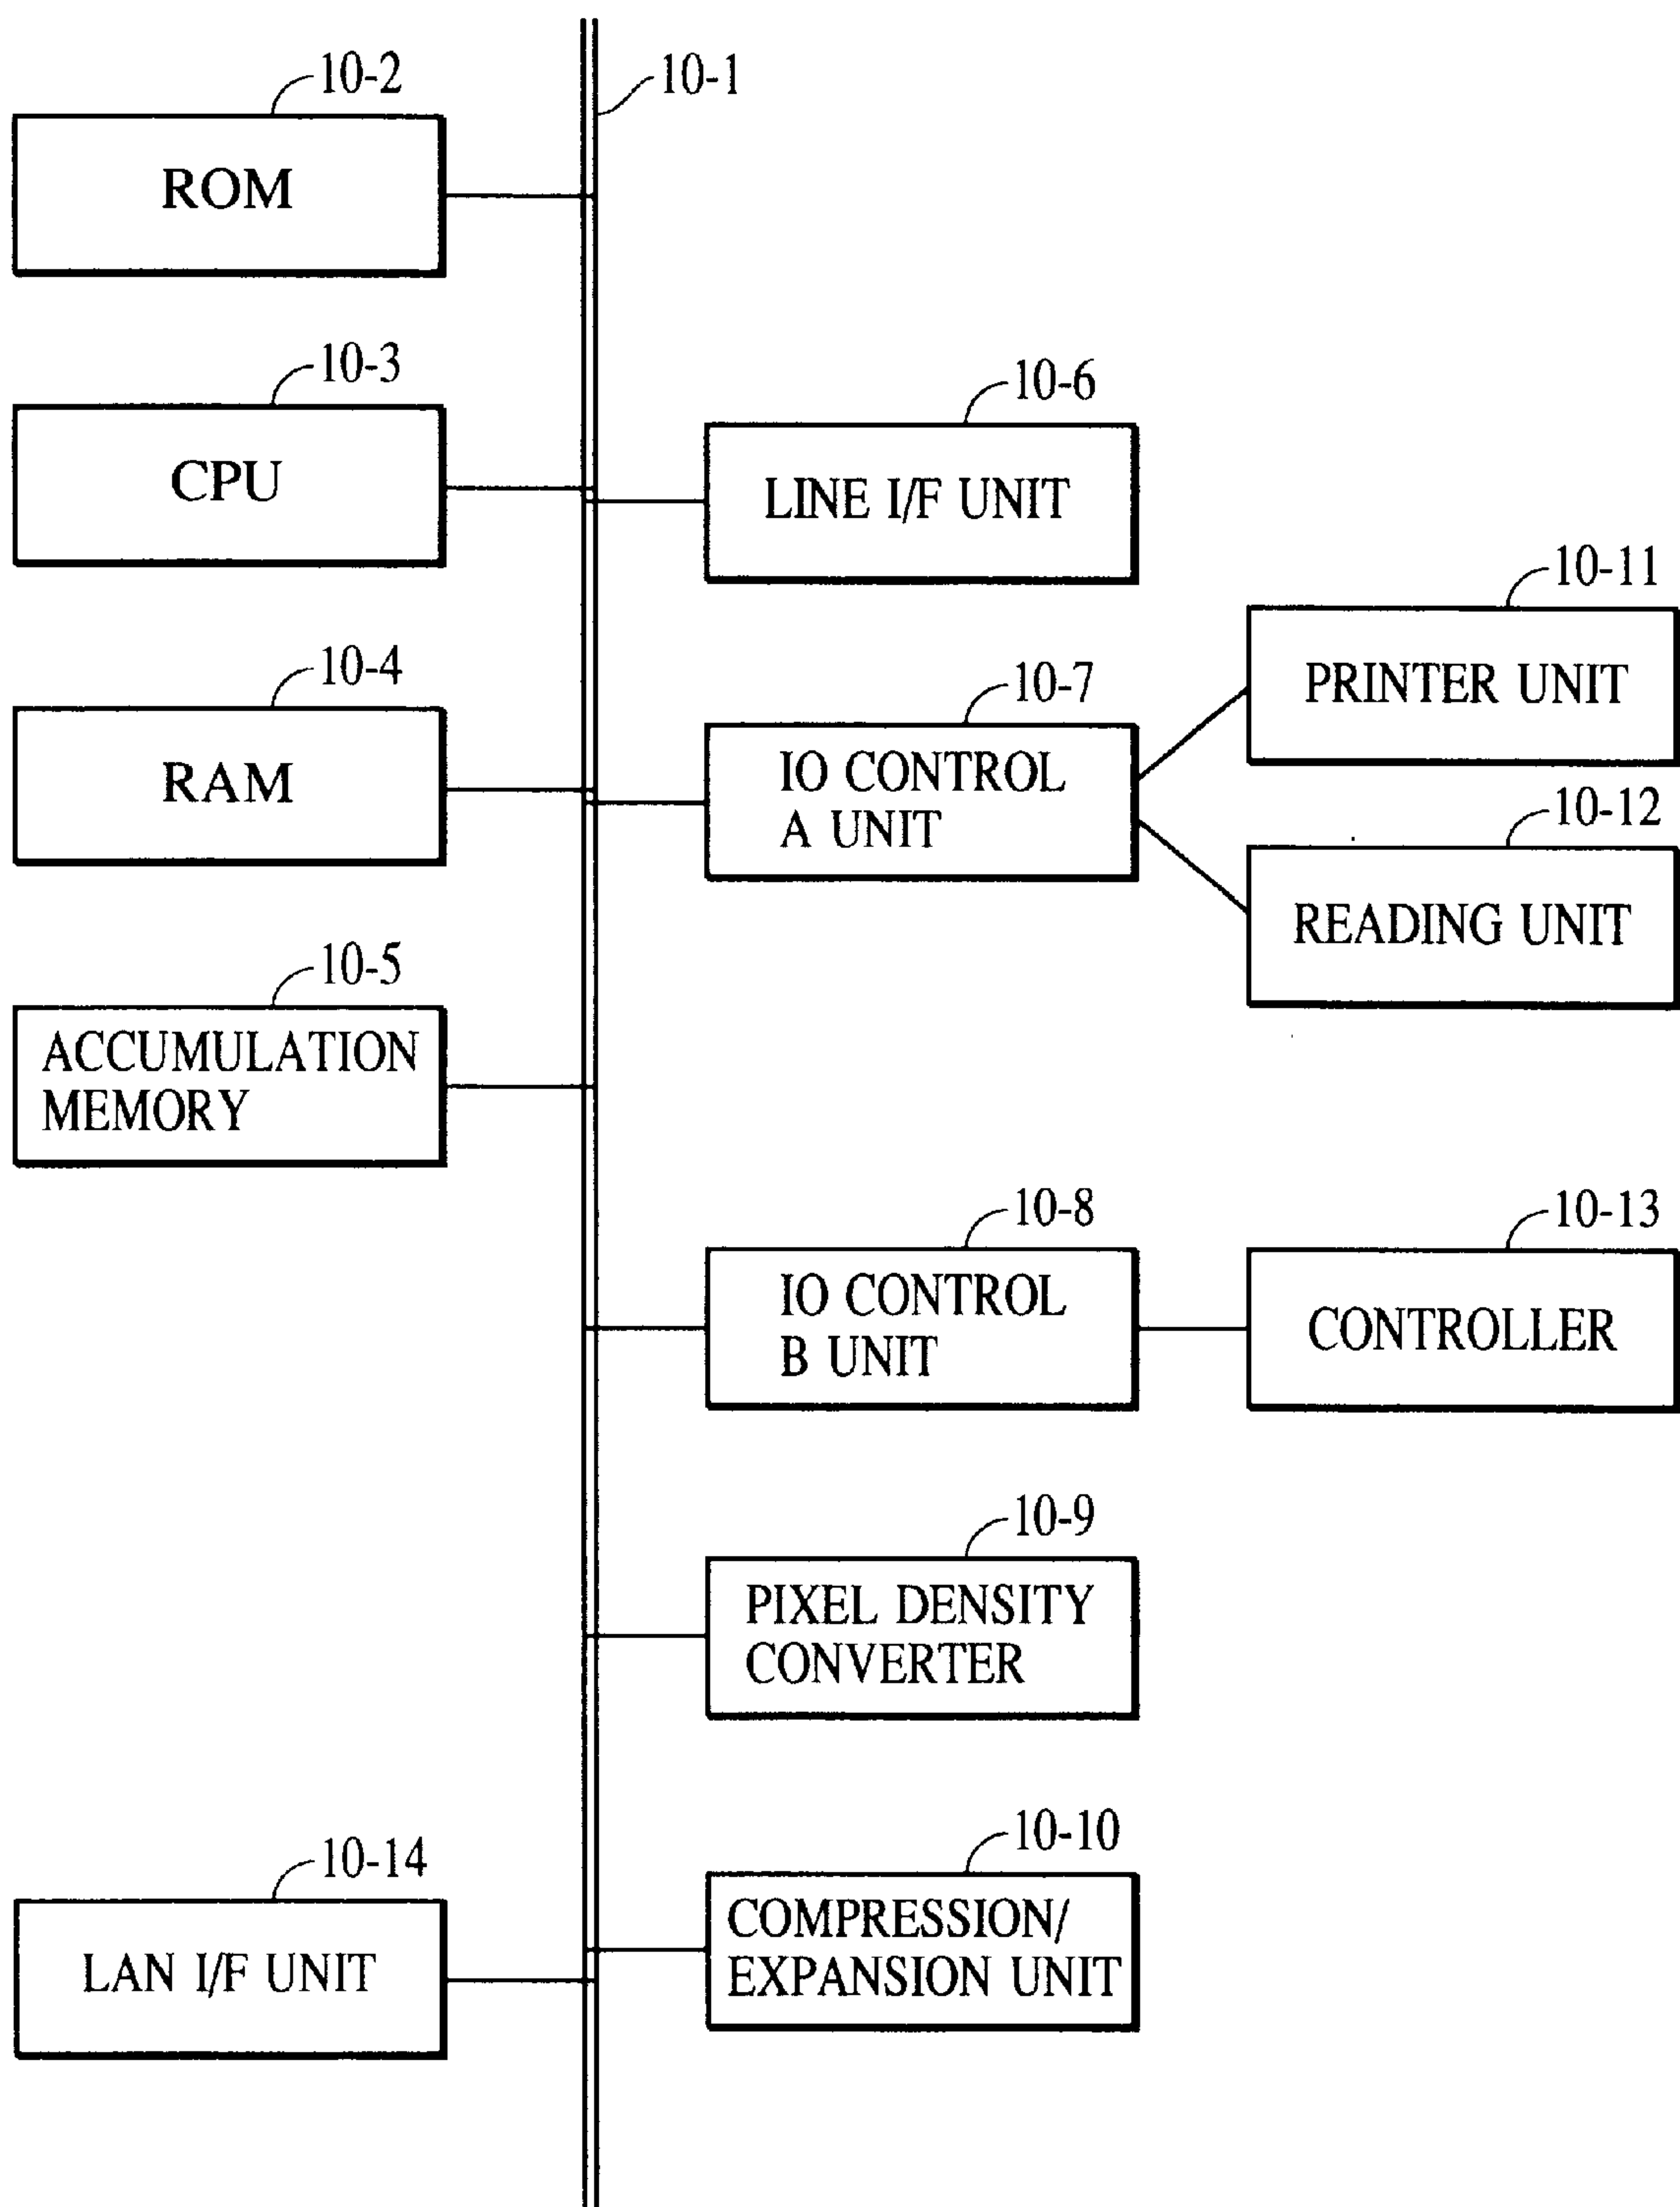 10-2
10-1
ROM
10-3
10-6
CPU
LINE I/F UNIT
10-11
10-4
10-7
PRINTER UNIT
RAM
IO CONTROL
A UNIT
10-12
READING UNIT
10-5
ACCUMULATION
MEMORY
10-8
10-13
IO CONTROL
B UNIT
CONTROLLER
10-9
PIXEL DENSITY
CONVERTER
10-14
10-10
LAN I/F UNIT
COMPRESSION/
EXPANSION UNIT